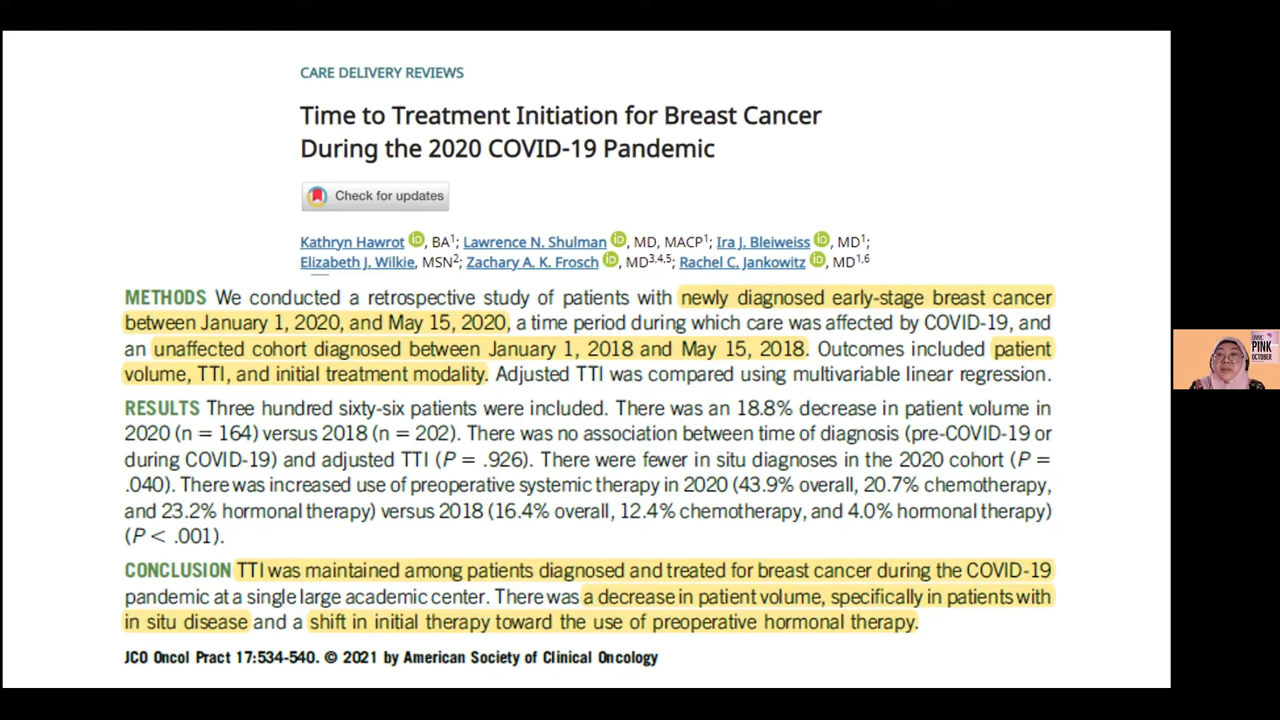 CARE DELIVERY REVIEWS
Time to Treatment Initiation for Breast Cancer
During the 2020 COVID-19 Pandemic
Check for updates
Kathryn Hawrot iD, BA1; Lawrence N. Shulman iD, MD, MACP1; Ira J. Bleiweiss iD, MD1;
Elizabeth J. Wilkie, MSN2; Zachary A. K. Frosch iD, MD3,4,5; Rachel C. Jankowitz iD, MD1,6
METHODS We conducted a retrospective study of patients with newly diagnosed early-stage breast cancer
between January 1, 2020, and May 15, 2020, a time period during which care was affected by COVID-19, and
an unaffected cohort diagnosed between January 1, 2018 and May 15, 2018. Outcomes included patient
volume, TTI, and initial treatment modality. Adjusted TTI was compared using multivariable linear regression.
RESULTS Three hundred sixty-six patients were included. There was an 18.8% decrease in patient volume in
2020 (n = 164) versus 2018 (n = 202). There was no association between time of diagnosis (pre-COVID-19 or
during COVID-19) and adjusted TTI (P = .926). There were fewer in situ diagnoses in the 2020 cohort (P =
.040). There was increased use of preoperative systemic therapy in 2020 (43.9% overall, 20.7% chemotherapy,
and 23.2% hormonal therapy) versus 2018 (16.4% overall, 12.4% chemotherapy, and 4.0% hormonal therapy)
(P < .001).
CONCLUSION TTI was maintained among patients diagnosed and treated for breast cancer during the COVID-19
pandemic at a single large academic center. There was a decrease in patient volume, specifically in patients with
in situ disease and a shift in initial therapy toward the use of preoperative hormonal therapy.
JCO Oncol Pract 17:534-540. © 2021 by American Society of Clinical Oncology
PINK
OCTOBER